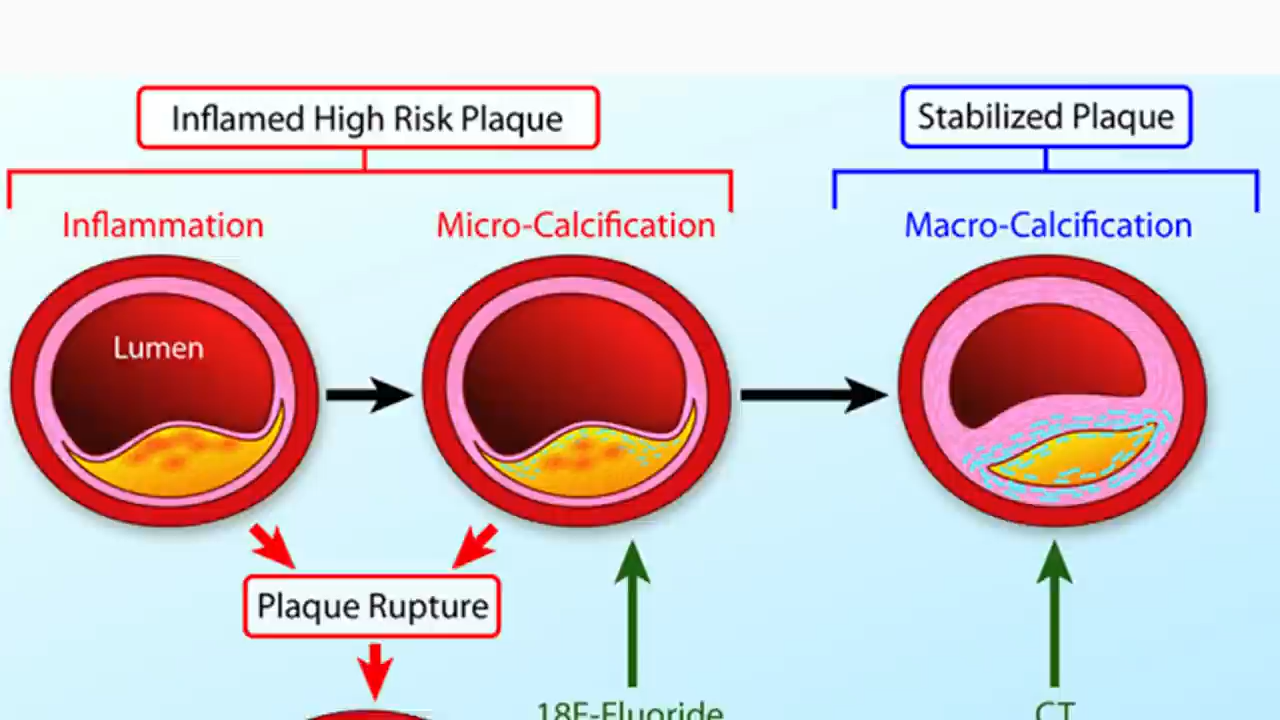 Inflamed High Risk Plaque
Stabilized Plaque
Inflammation
Micro-Calcification
Macro-Calcification
Lumen
Plaque Rupture
18F-Fluoride
CT